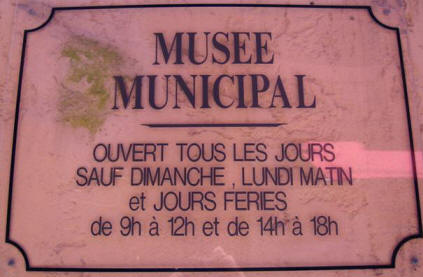 MUSEE
MUNICIPAL
OUVERT TOUS LES JOURS
SAUF DIMANCHE , LUNDI MATIN
et JOURS FERIES
de 9h à 12h et de 14h à 18h